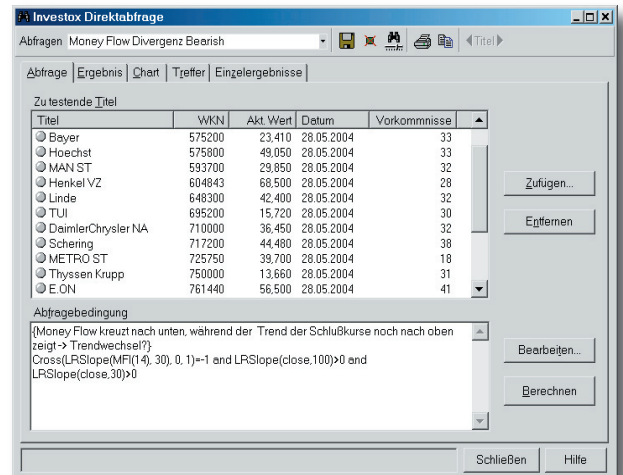 Investox Direktabfrage
Abfragen Money Flow Divergenz Bearish Titel
Abfrage Ergebnis Chart Treffer Einzelergebnisse
Zu testende Titel
Titel WKN Akt. Wert Datum Vorkommnisse
Bayer 575200 23,410 28.05.2004 33
Hoechst 575800 49,050 28.05.2004 33
MAN ST 593700 29,850 28.05.2004 32
Henkel VZ 604843 68,500 28.05.2004 28
Linde 648300 42,400 28.05.2004 32
TUI 695200 15,720 28.05.2004 30
DaimlerChrysler NA 710000 36,450 28.05.2004 32
Schering 717200 44,480 28.05.2004 38
METRO ST 725750 39,700 28.05.2004 18
Thyssen Krupp 750000 13,660 28.05.2004 31
E.ON 761440 56,500 28.05.2004 41
Zufügen...
Entfernen
Abfragebedingung
{Money Flow kreuzt nach unten, während der Trend der Schlußkurse noch nach oben
zeigt-> Trendwechsel?}
Cross(LRSlope(MFI(14), 30), 0, 1)=-1 and LRSlope(close,100)>0 and
LRSlope(close,30)>0
Bearbeiten...
Berechnen
Schließen Hilfe